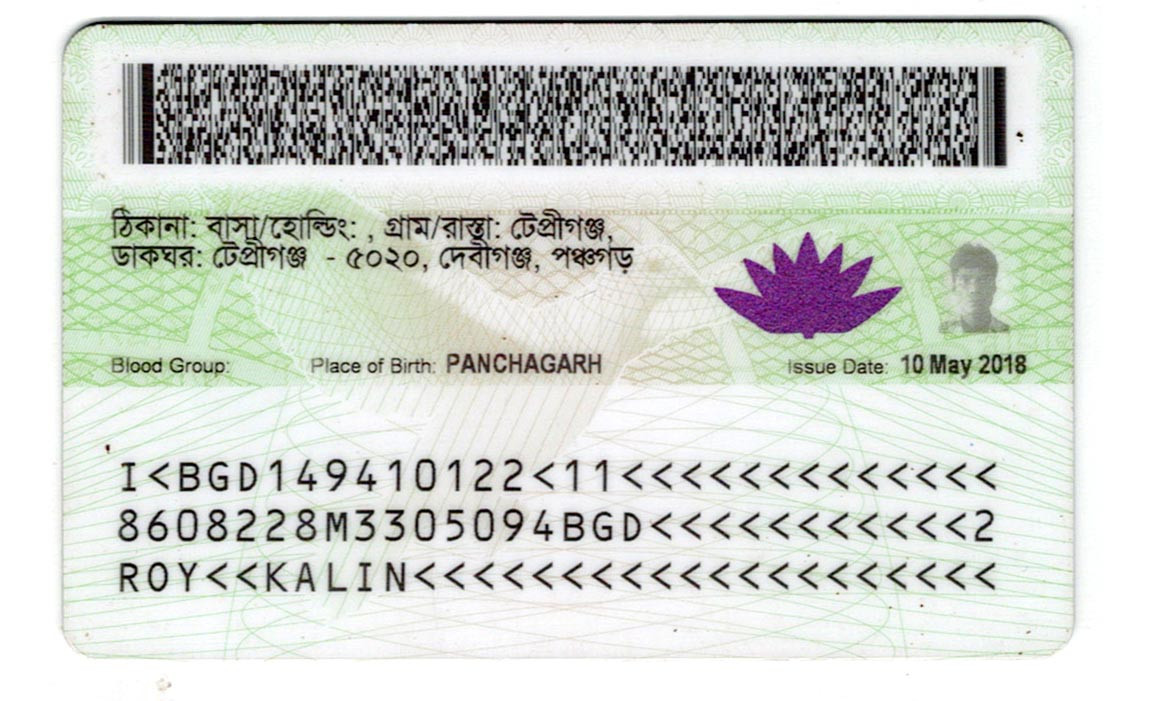 ঠিকানা: বাসা/হোল্ডিং: , গ্রাম/রাস্তা: টেপ্রীগঞ্জ,
ডাকঘর: টেপ্রীগঞ্জ - ৫০২০, দেবীগঞ্জ, পঞ্চগড়
Blood Group: Place of Birth: PANCHAGARH Issue Date: 10 May 2018
I<BGD149410122<11<<<<<<<<<<<<<
8608228M3305094BGD<<<<<<<<<<<2
ROY<<KALIN<<<<<<<<<<<<<<<<<<<<